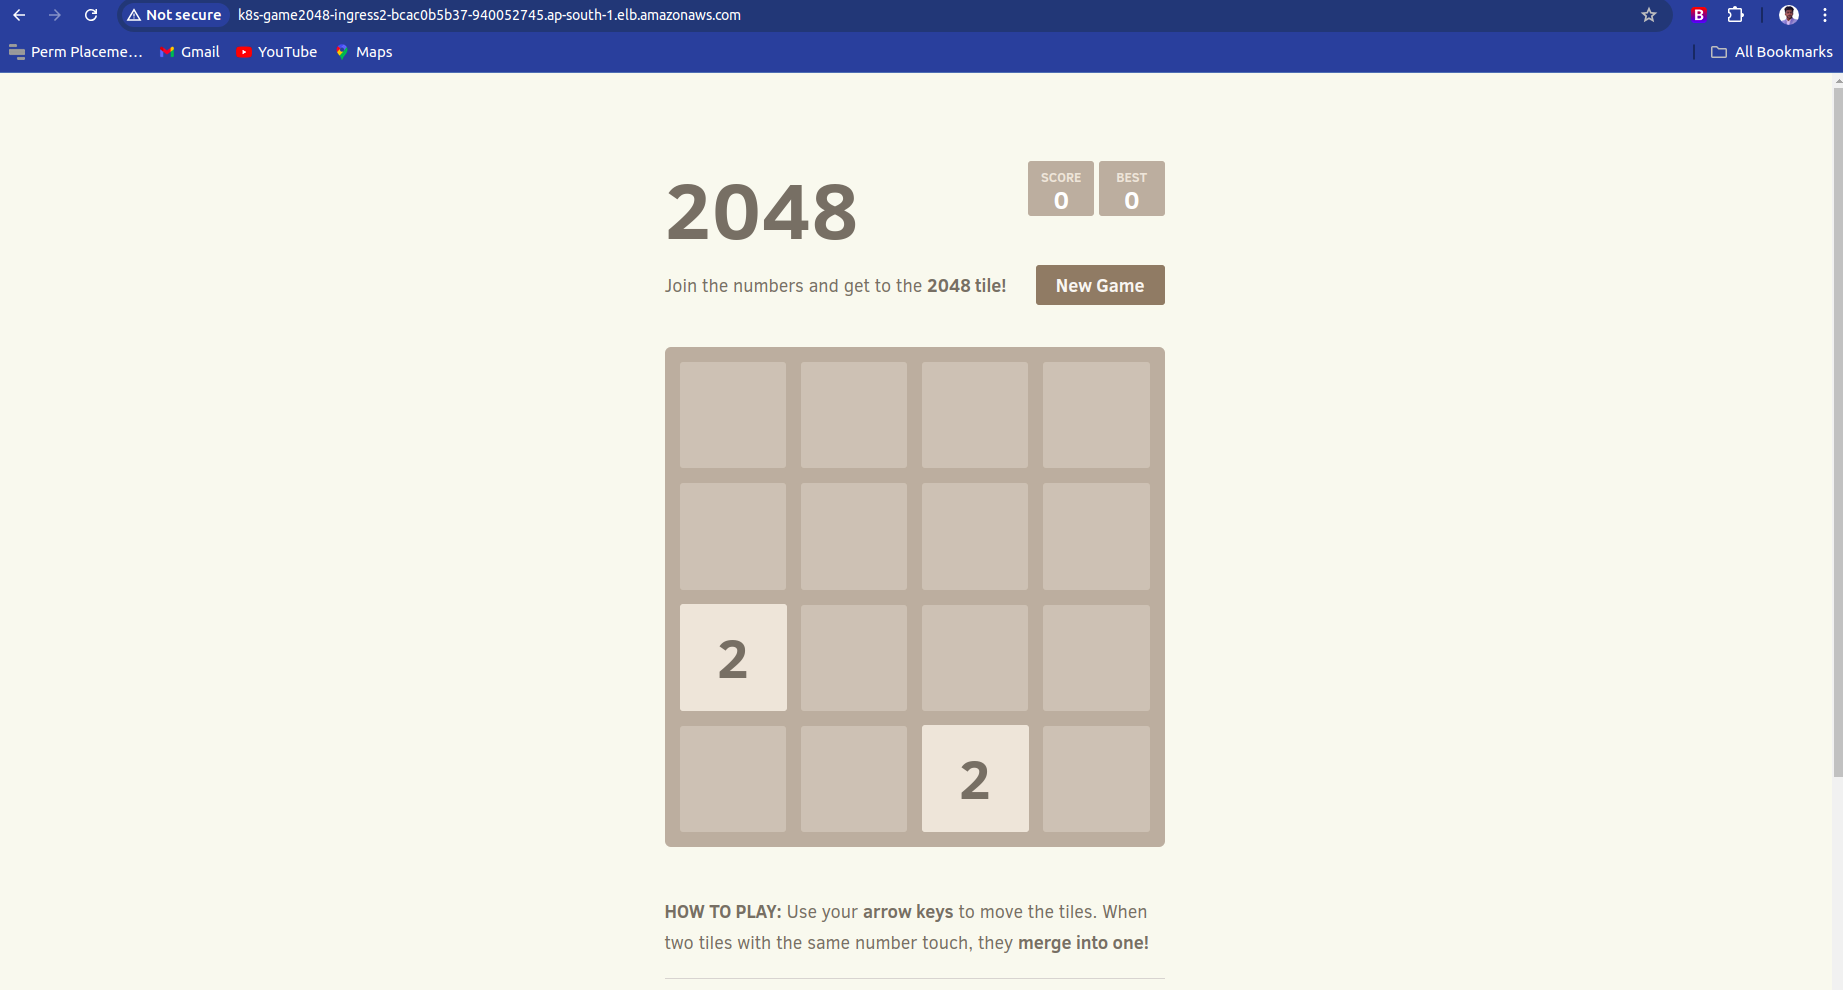 Not secure k8s-game2048-ingress2-bcac0b5b37-940052745.ap-south-1.elb.amazonaws.com B
Perm Placeme... Gmail YouTube Maps All Bookmarks
2048
SCORE BEST
0 0
Join the numbers and get to the 2048 tile! New Game
2
2
HOW TO PLAY: Use your arrow keys to move the tiles. When
two tiles with the same number touch, they merge into one!